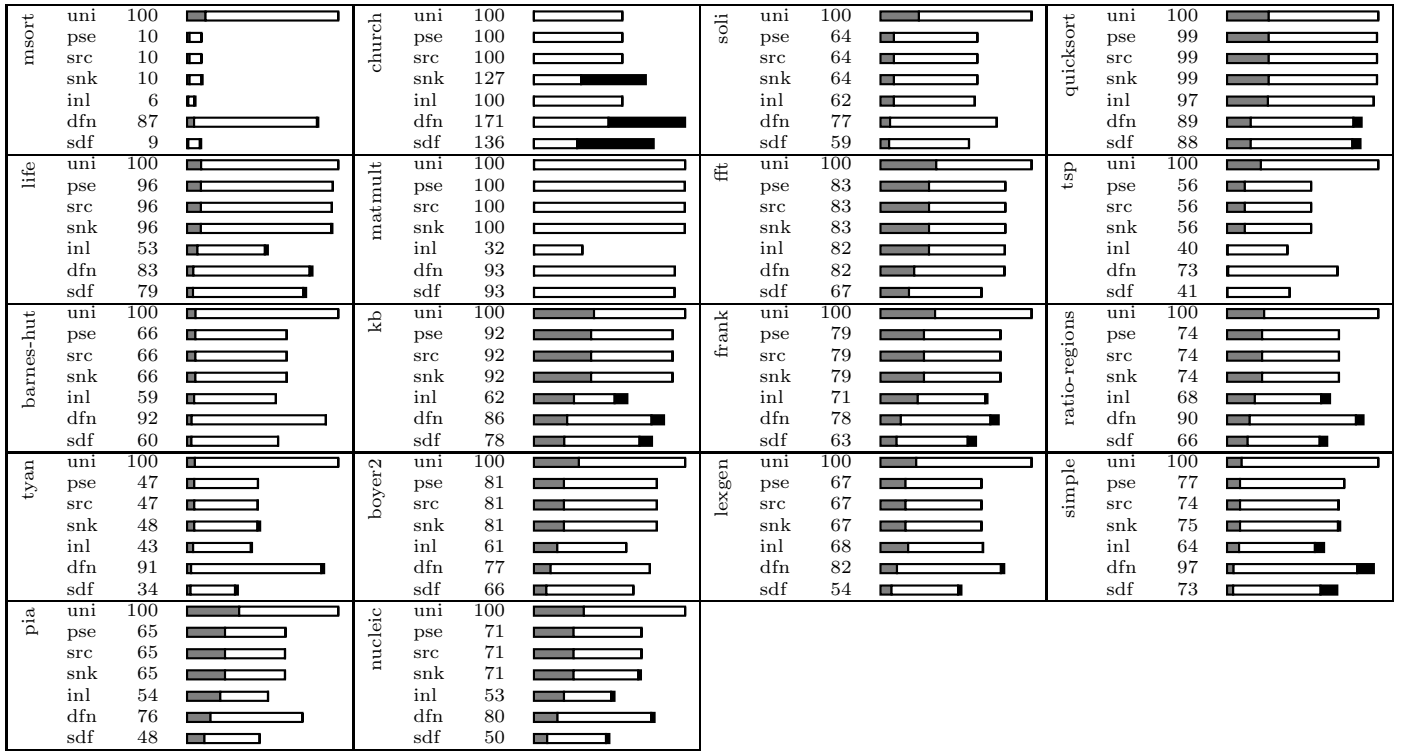 msort
uni 100
pse 10
src 10
snk 10
inl 6
dfn 87
sdf 9
church
uni 100
pse 100
src 100
snk 127
inl 100
dfn 171
sdf 136
soli
uni 100
pse 64
src 64
snk 64
inl 62
dfn 77
sdf 59
quicksort
uni 100
pse 99
src 99
snk 99
inl 97
dfn 89
sdf 88
life
uni 100
pse 96
src 96
snk 96
inl 53
dfn 83
sdf 79
matmult
uni 100
pse 100
src 100
snk 100
inl 32
dfn 93
sdf 93
fft
uni 100
pse 83
src 83
snk 83
inl 82
dfn 82
sdf 67
tsp
uni 100
pse 56
src 56
snk 56
inl 40
dfn 73
sdf 41
barnes-hut
uni 100
pse 66
src 66
snk 66
inl 59
dfn 92
sdf 60
kb
uni 100
pse 92
src 92
snk 92
inl 62
dfn 86
sdf 78
frank
uni 100
pse 79
src 79
snk 79
inl 71
dfn 78
sdf 63
ratio-regions
uni 100
pse 74
src 74
snk 74
inl 68
dfn 90
sdf 66
tyan
uni 100
pse 47
src 47
snk 48
inl 43
dfn 91
sdf 34
boyer2
uni 100
pse 81
src 81
snk 81
inl 61
dfn 77
sdf 66
lexgen
uni 100
pse 67
src 67
snk 67
inl 68
dfn 82
sdf 54
simple
uni 100
pse 77
src 74
snk 75
inl 64
dfn 97
sdf 73
pia
uni 100
pse 65
src 65
snk 65
inl 54
dfn 76
sdf 48
nucleic
uni 100
pse 71
src 71
snk 71
inl 53
dfn 80
sdf 50